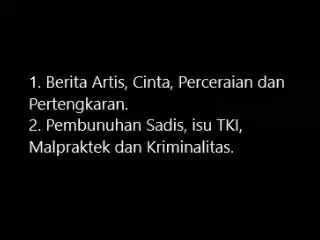 1. Berita Artis, Cinta, Perceraian dan
Pertengkaran.
2. Pembunuhan Sadis, isu TKI,
Malpraktek dan Kriminalitas.